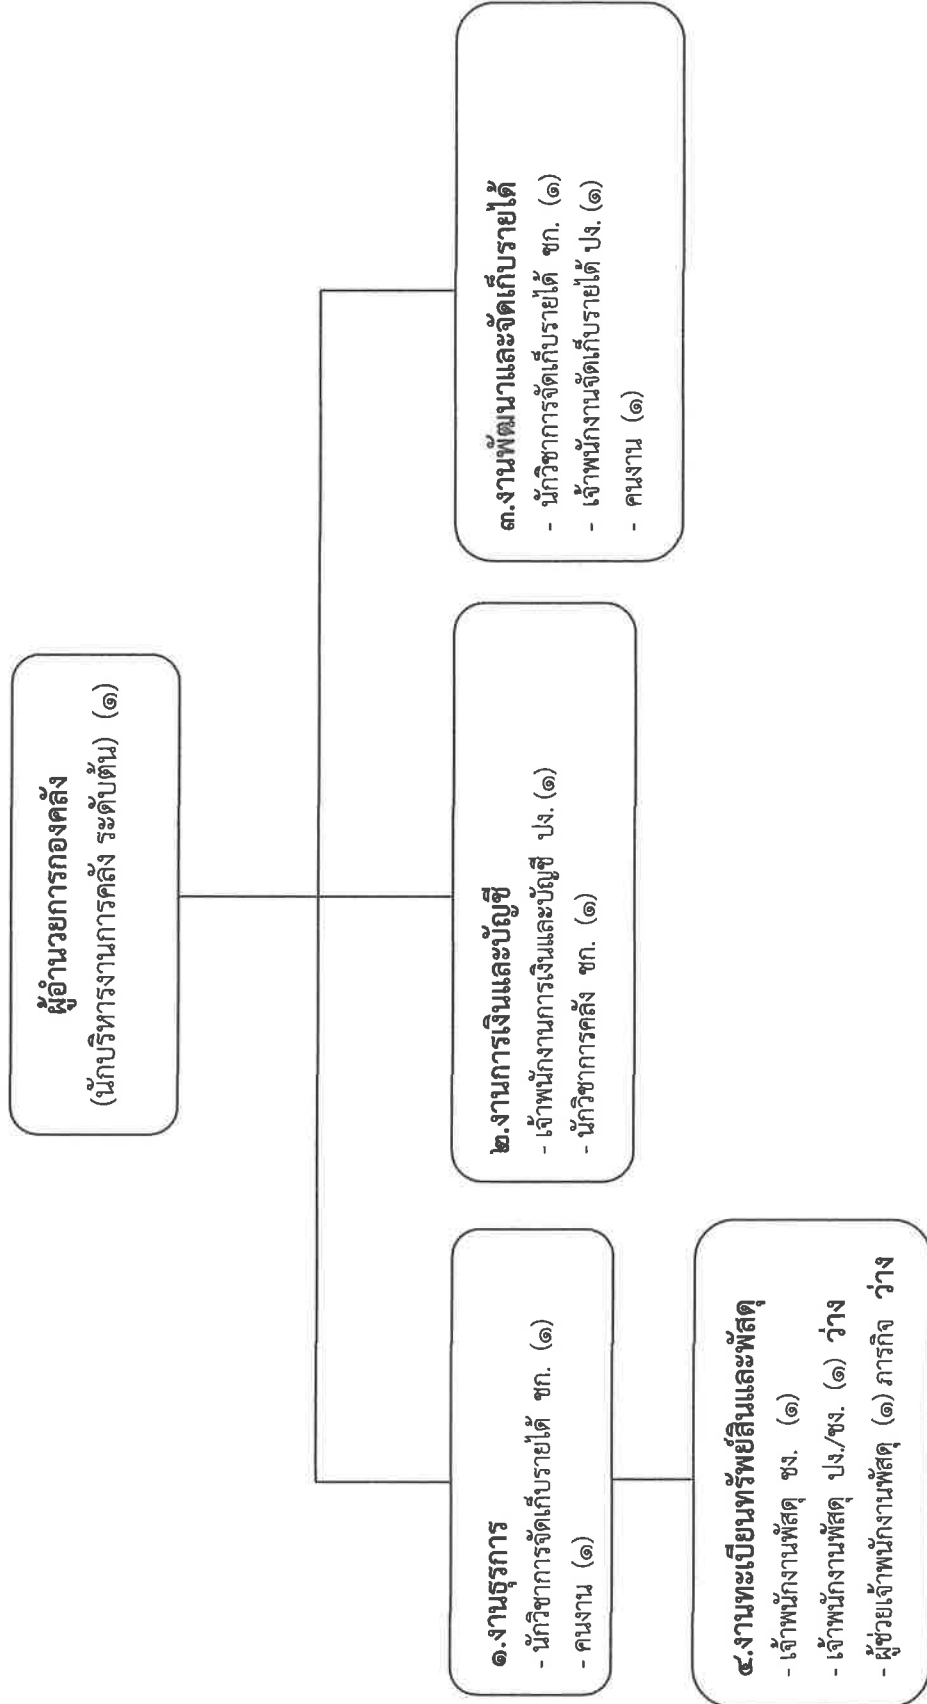 ผู้อำนวยการกองคลัง
(นักบริหารงานการคลัง ระดับต้น) (๑)
๑.งานธุรการ
- นักวิชาการจัดเก็บรายได้ ชก. (๑)
- คนงาน (๑)
๒.งานการเงินและบัญชี
- เจ้าพนักงานการเงินและบัญชี ปง. (๑)
- นักวิชาการคลัง ชก. (๑)
๓.งานพัฒนาและจัดเก็บรายได้
- นักวิชาการจัดเก็บรายได้ ชก. (๑)
- เจ้าพนักงานจัดเก็บรายได้ ปง. (๑)
- คนงาน (๑)
๔.งานทะเบียนทรัพย์สินและพัสดุ
- เจ้าพนักงานพัสดุ ชง. (๑)
- เจ้าพนักงานพัสดุ ปง./ชง. (๑) ว่าง
- ผู้ช่วยเจ้าพนักงานพัสดุ (๑) ภารกิจ ว่าง